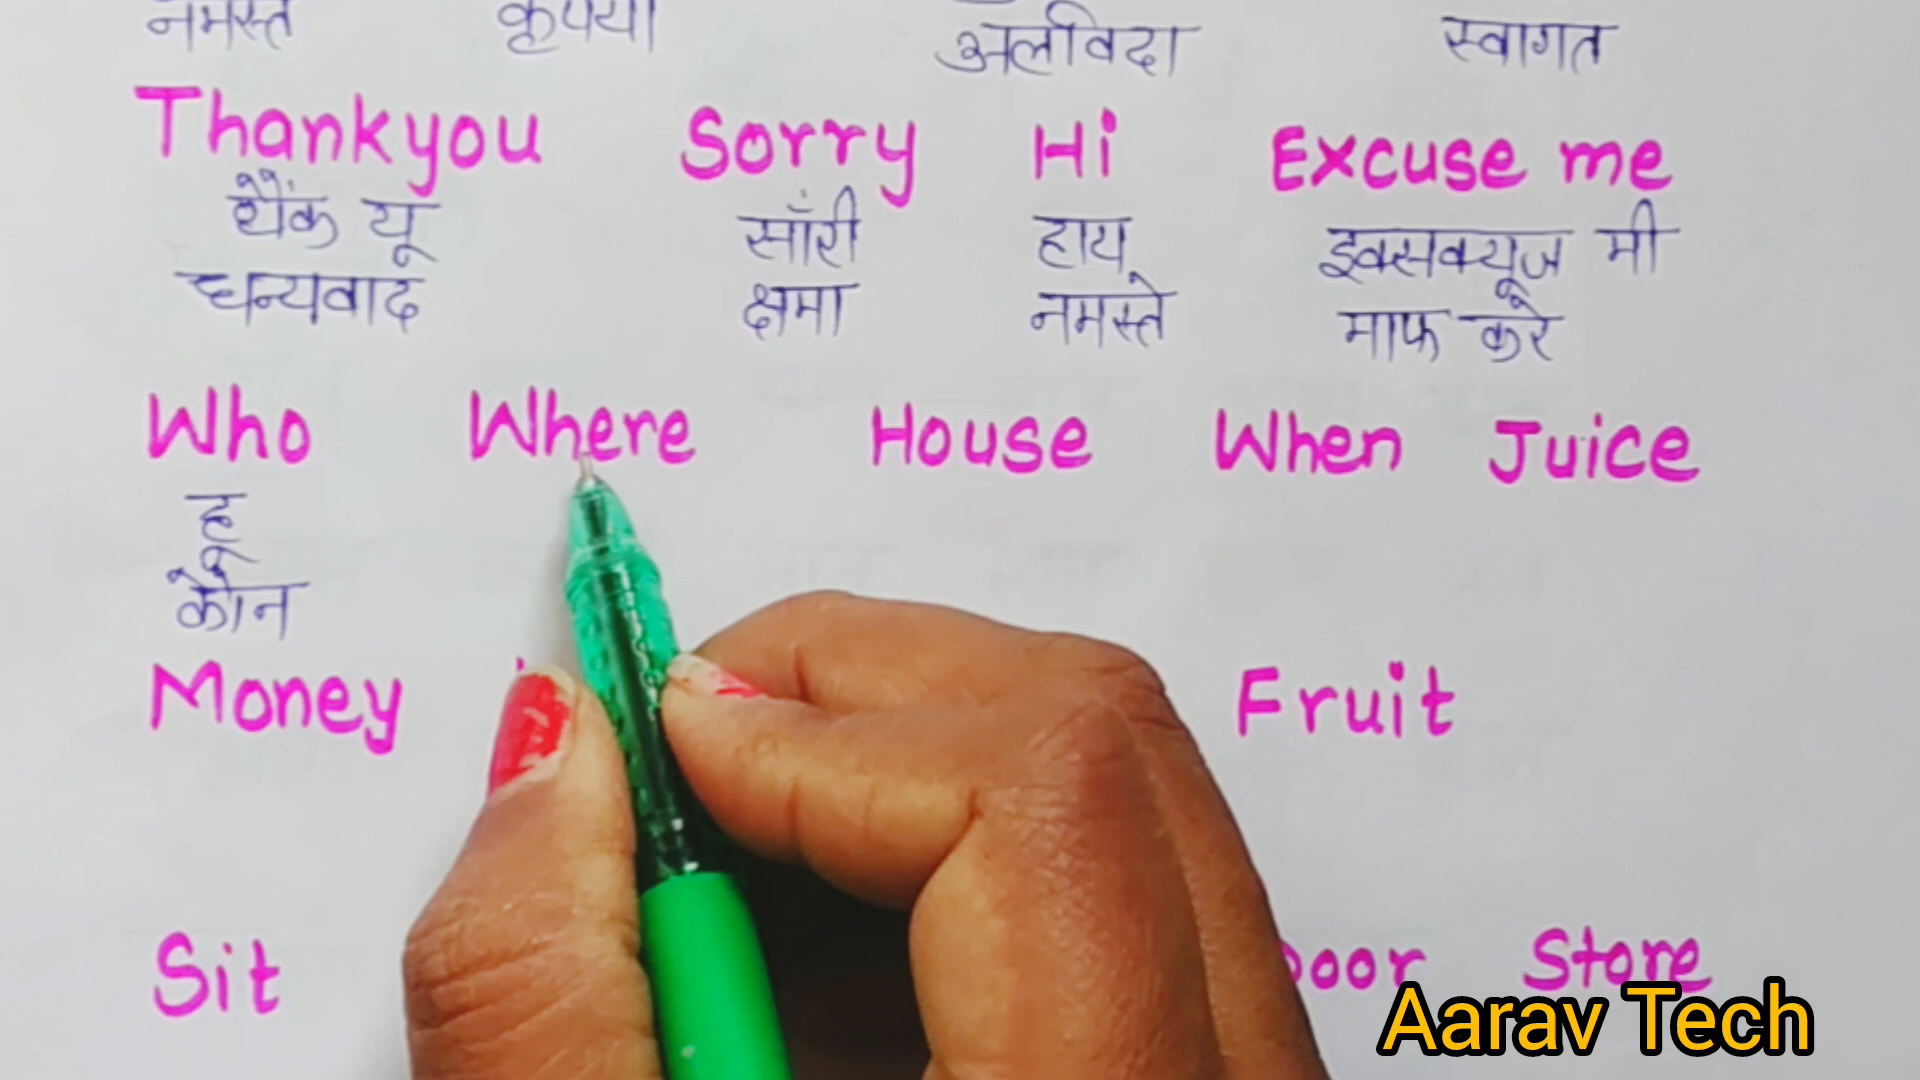 नमस्ते कृपया अलविदा स्वागत
Thankyou Sorry Hi Excuse me
थैंक यू सॉरी हाय इक्सक्यूज मी
धन्यवाद क्षमा नमस्ते माफ करे
Who Where House When Juice
हू
कौन
Money Fruit
Sit Door Store
Aarav Tech